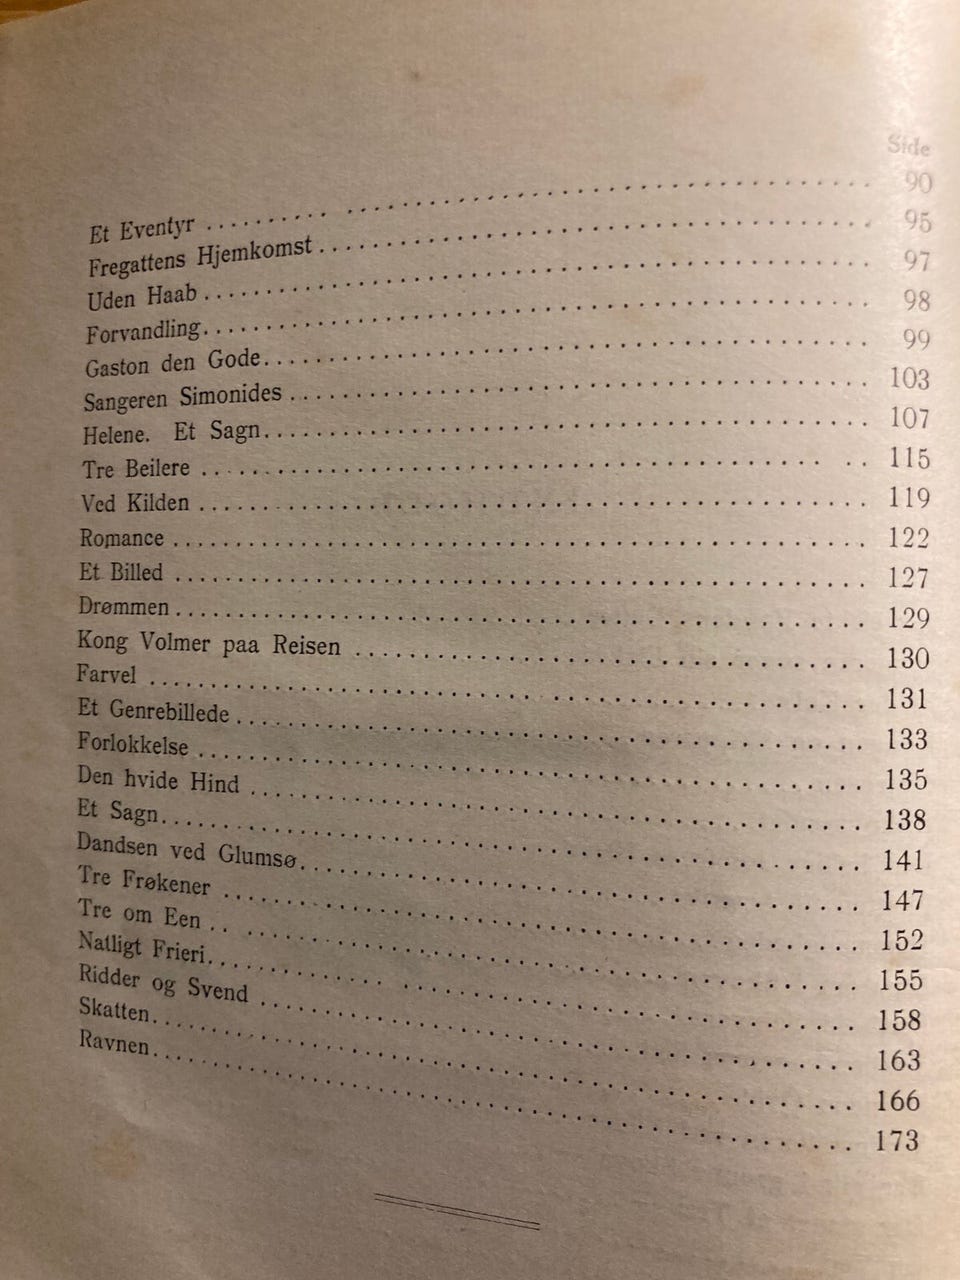 Side
Et Eventyr ........ 90
Fregattens Hjemkomst ........ 95
Uden Haab ........ 97
Forvandling ........ 98
Gaston den Gode ........ 99
Sangeren Simonides ........ 103
Helene. Et Sagn ........ 107
Tre Beilere ........ 115
Ved Kilden ........ 119
Romance ........ 122
Et Billed ........ 127
Drømmen ........ 129
Kong Volmer paa Reisen ........ 130
Farvel ........ 131
Et Genrebillede ........ 133
Forlokkelse ........ 135
Den hvide Hind ........ 138
Et Sagn ........ 141
Dandsen ved Glumsø ........ 147
Tre Frøkener ........ 152
Tre om Een ........ 155
Natligt Frieri ........ 158
Ridder og Svend ........ 163
Skatten ........ 166
Ravnen ........ 173